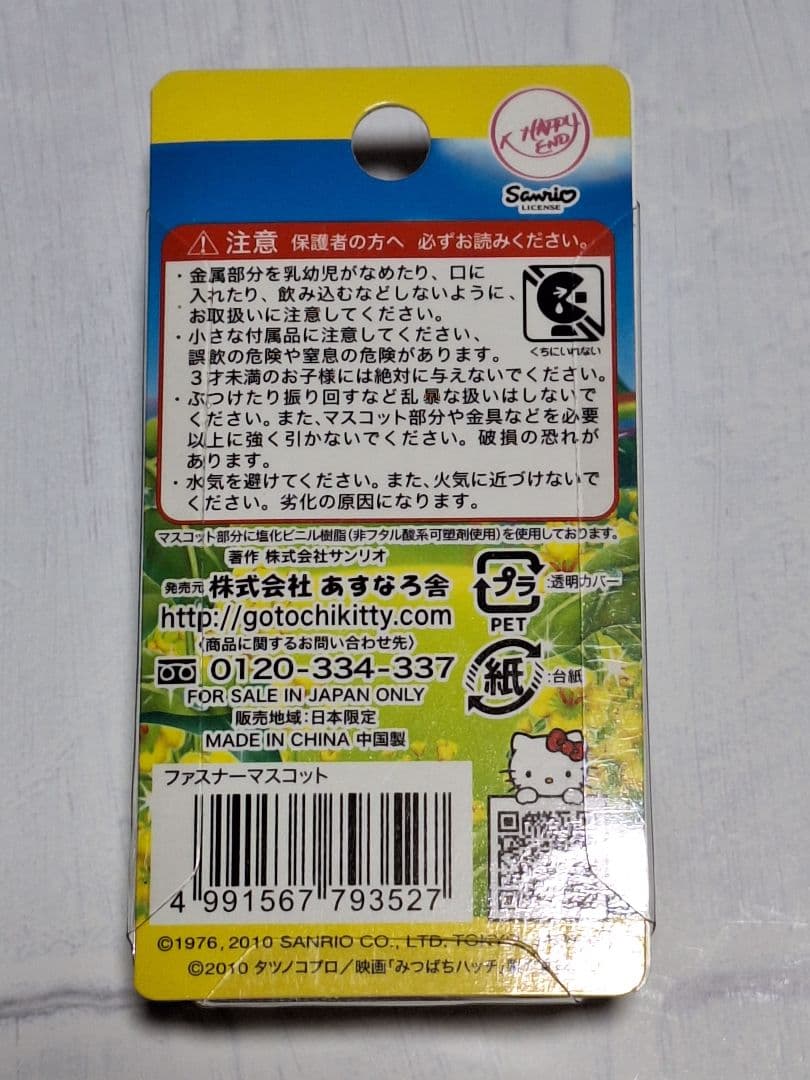 HAPPY
END
Sanrio
LICENSE
注意 保護者の方へ 必ずお読みください。
・金属部分を乳幼児がなめたり、口に
入れたり、飲み込むなどしないように、
お取扱いに注意してください。
・小さな付属品に注意してください、
誤飲の危険や窒息の危険があります。
3才未満のお子様には絶対に与えないでください。
・ぶつけたり振り回すなど乱暴な扱いはしないで
ください。また、マスコット部分や金具などを必要
以上に強く引かないでください。破損の恐れが
あります。
・水気を避けてください。また、火気に近づけないで
ください。劣化の原因になります。
くちにいれない
マスコット部分に塩化ビニル樹脂(非フタル酸系可塑剤使用)を使用しております。
著作 株式会社サンリオ
発売元 株式会社 あすなろ舎
http://gotochikitty.com
〈商品に関するお問い合わせ先〉
0120-334-337
FOR SALE IN JAPAN ONLY
販売地域:日本限定
MADE IN CHINA 中国製
プラ :透明カバー
PET
紙 :台紙
ファスナーマスコット
4 991567 793527
©1976, 2010 SANRIO CO., LTD.
©2010 タツノコプロ/映画「みつばちハッチ」